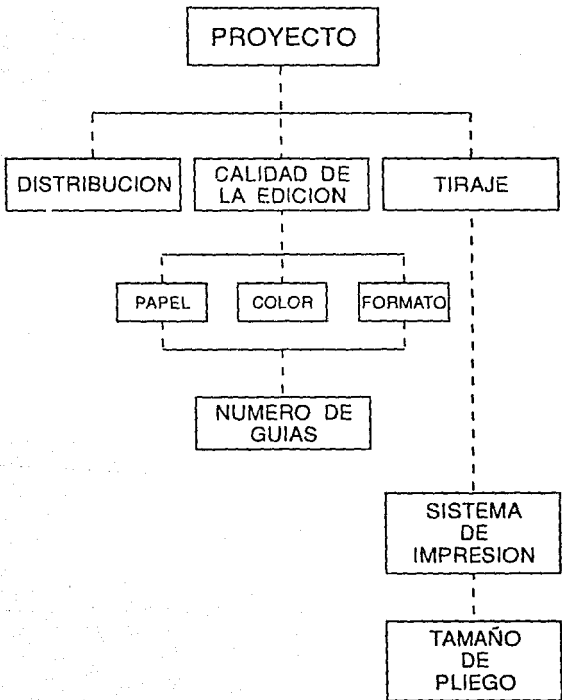 PROYECTO
DISTRIBUCION
CALIDAD DE
LA EDICION
TIRAJE
PAPEL
COLOR
FORMATO
NUMERO DE
GUIAS
SISTEMA
DE
IMPRESION
TAMAÑO
DE
PLIEGO